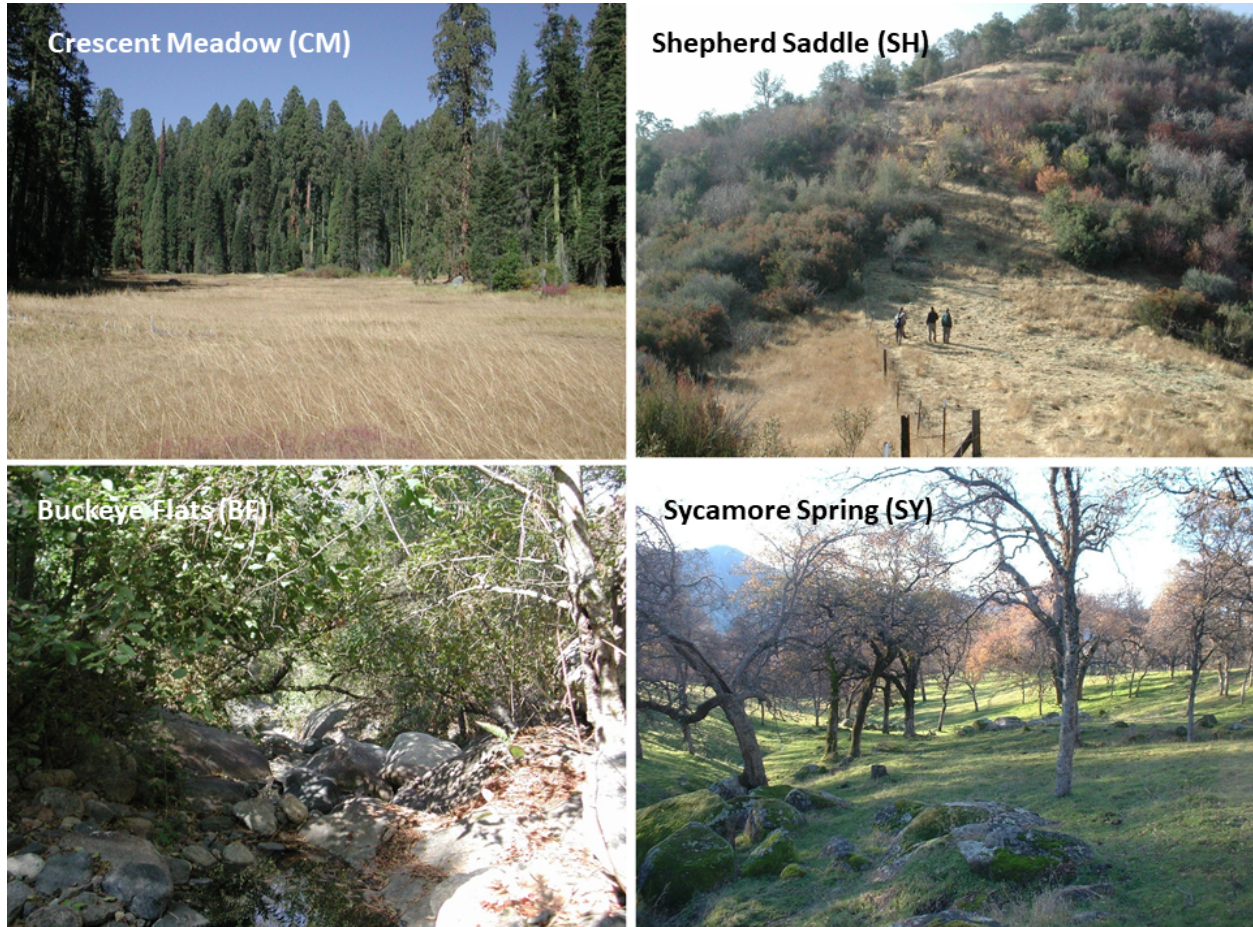 Crescent Meadow (CM)
Shepherd Saddle (SH)
Buckeye Flats (BF)
Sycamore Spring (SY)